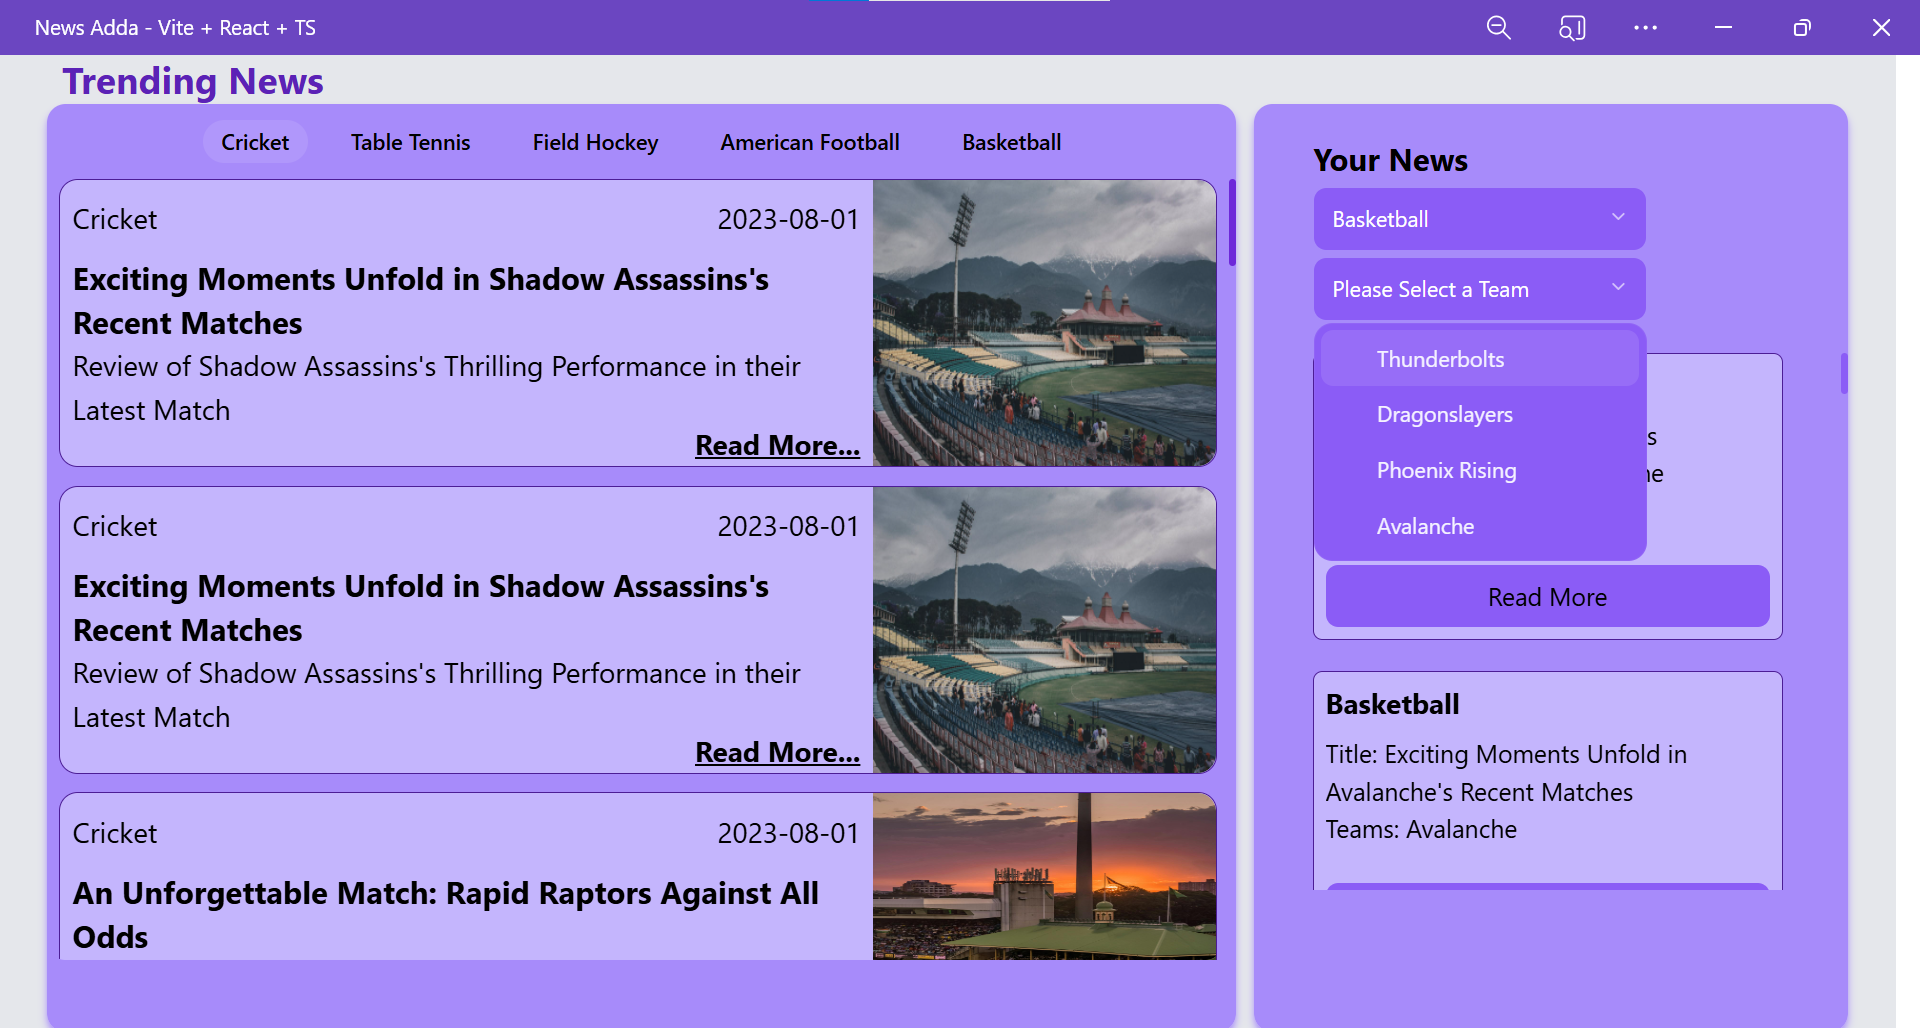 News Adda - Vite + React + TS
Trending News
Cricket
Table Tennis
Field Hockey
American Football
Basketball
Cricket
2023-08-01
Exciting Moments Unfold in Shadow Assassins's
Recent Matches
Review of Shadow Assassins's Thrilling Performance in their
Latest Match
Read More...
Cricket
2023-08-01
Exciting Moments Unfold in Shadow Assassins's
Recent Matches
Review of Shadow Assassins's Thrilling Performance in their
Latest Match
Read More...
Cricket
2023-08-01
An Unforgettable Match: Rapid Raptors Against All
Odds
Your News
Basketball
Please Select a Team
Thunderbolts
Dragonslayers
Phoenix Rising
Avalanche
Read More
Basketball
Title: Exciting Moments Unfold in
Avalanche's Recent Matches
Teams: Avalanche